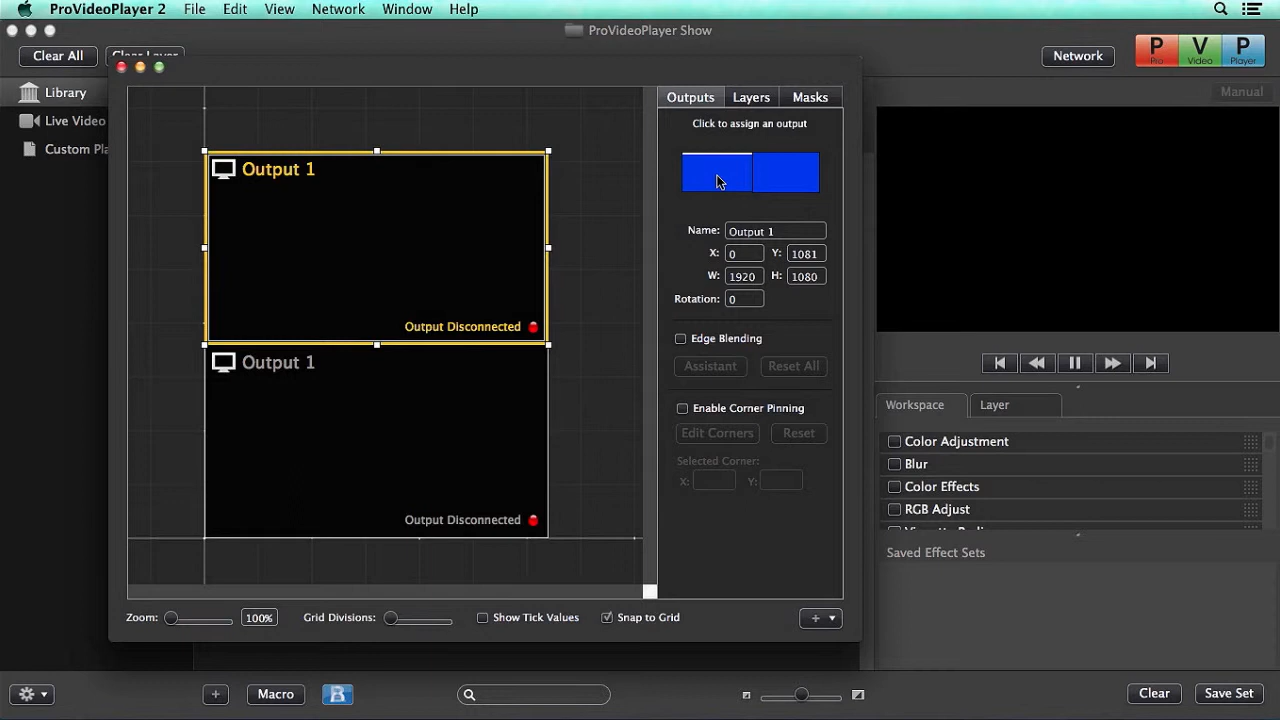 ProVideoPlayer 2 File Edit View Network Window Help
ProVideoPlayer Show
Clear All Clear Layer Network P Pro V Video P Player
Library
Manual
Live Video
Custom Pla
Outputs Layers Masks
Click to assign an output
Output 1
Output Disconnected
Output 1
Output Disconnected
Name: Output 1
X: 0 Y: 1081
W: 1920 H: 1080
Rotation: 0
Edge Blending
Assistant Reset All
Enable Corner Pinning
Edit Corners Reset
Selected Corner:
X: Y:
Workspace Layer
Color Adjustment
Blur
Color Effects
RGB Adjust
Saved Effect Sets
Zoom: 100% Grid Divisions: Show Tick Values Snap to Grid +
+ Macro Clear Save Set